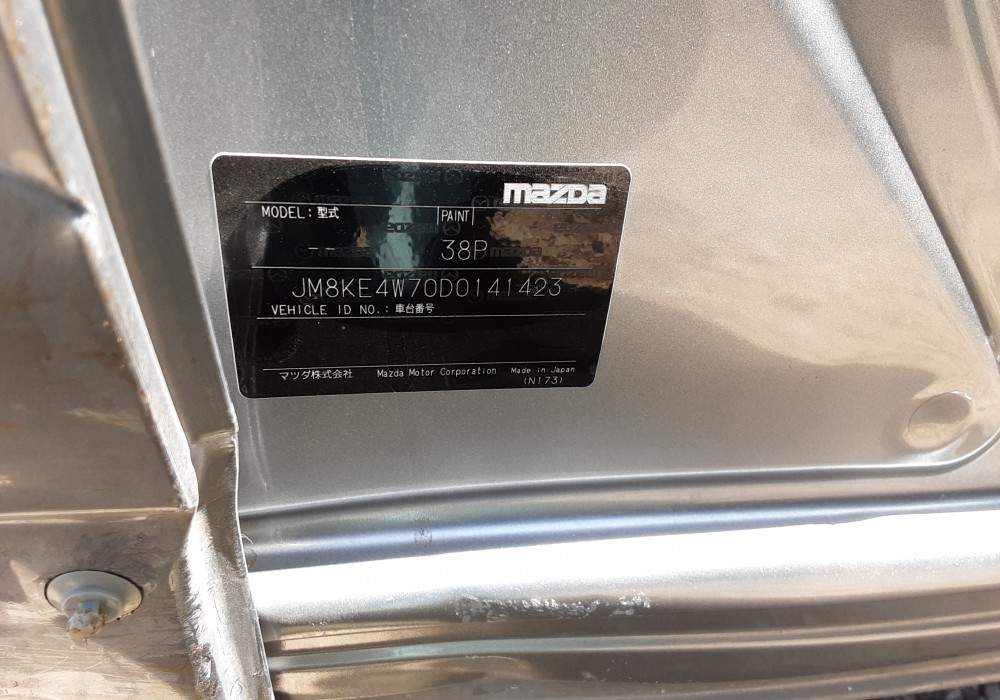 mazda
MODEL：型式 PAINT
-- 38P
JM8KE4W70D0141423
VEHICLE ID NO.：車台番号
マツダ株式会社 Mazda Motor Corporation Made in Japan
(N173)